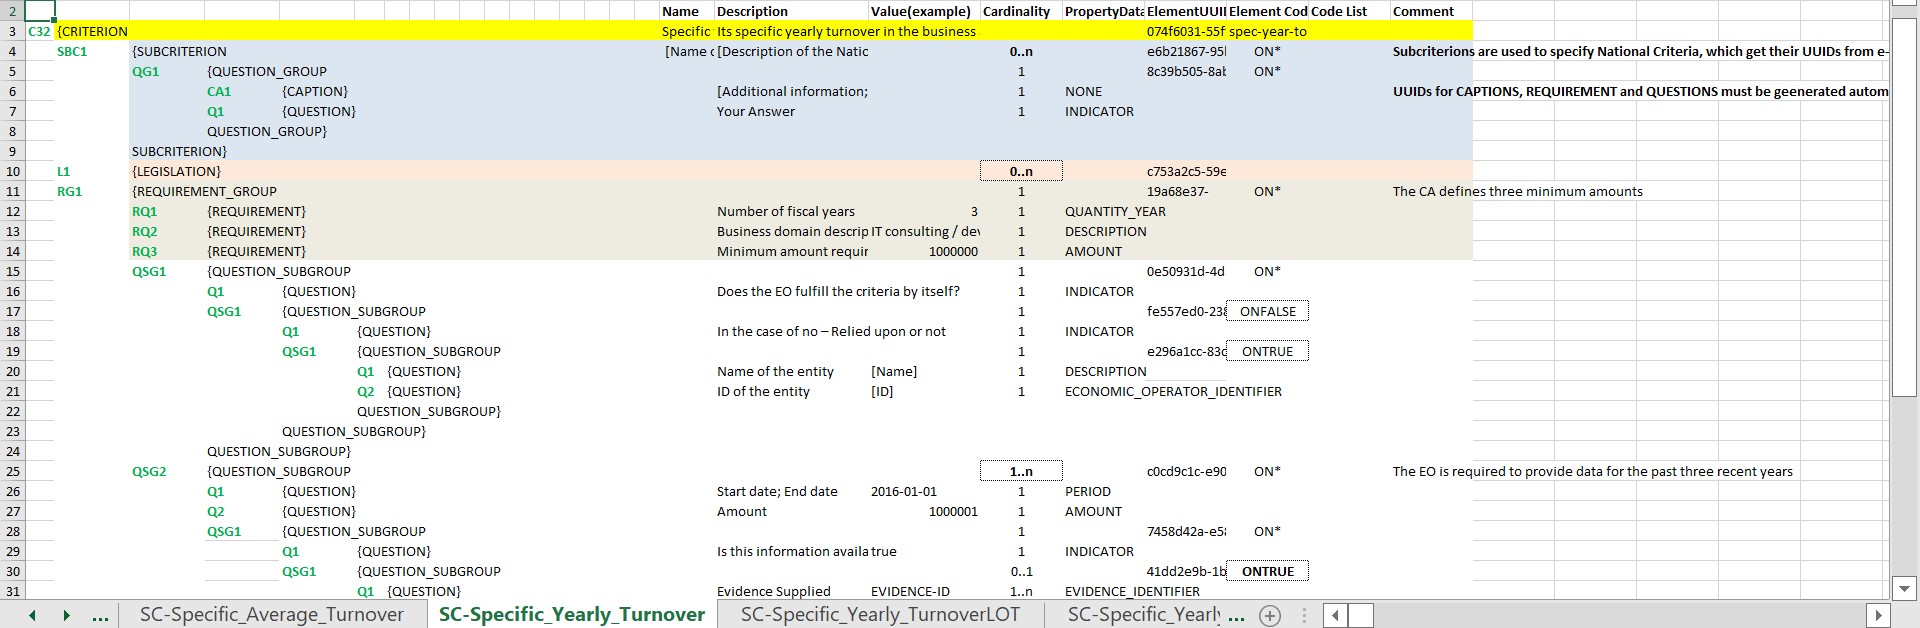 2 Name Description Value(example) Cardinality PropertyData ElementUUI Element Cod Code List Comment
3 C32 {CRITERION Specific Its specific yearly turnover in the business 074f6031-55f spec-year-to
4 SBC1 {SUBCRITERION [Name [Description of the Natic 0..n e6b21867-95 ON* Subcriterions are used to specify National Criteria, which get their UUIDs from e-
5 QG1 {QUESTION_GROUP 1 8c39b505-8ab ON*
6 CA1 {CAPTION} [Additional information; 1 NONE UUIDs for CAPTIONS, REQUIREMENT and QUESTIONS must be geenerated autom
7 Q1 {QUESTION} Your Answer 1 INDICATOR
8 QUESTION_GROUP}
9 SUBCRITERION}
10 L1 {LEGISLATION} 0..n c753a2c5-59e
11 RG1 {REQUIREMENT_GROUP 1 19a68e37- ON* The CA defines three minimum amounts
12 RQ1 {REQUIREMENT} Number of fiscal years 3 1 QUANTITY_YEAR
13 RQ2 {REQUIREMENT} Business domain descrip IT consulting / dev 1 DESCRIPTION
14 RQ3 {REQUIREMENT} Minimum amount requir 1000000 1 AMOUNT
15 QSG1 {QUESTION_SUBGROUP 1 0e50931d-4d ON*
16 Q1 {QUESTION} Does the EO fulfill the criteria by itself? 1 INDICATOR
17 QSG1 {QUESTION_SUBGROUP 1 fe557ed0-238 ONFALSE
18 Q1 {QUESTION} In the case of no – Relied upon or not 1 INDICATOR
19 QSG1 {QUESTION_SUBGROUP 1 e296a1cc-83c ONTRUE
20 Q1 {QUESTION} Name of the entity [Name] 1 DESCRIPTION
21 Q2 {QUESTION} ID of the entity [ID] 1 ECONOMIC_OPERATOR_IDENTIFIER
22 QUESTION_SUBGROUP}
23 QUESTION_SUBGROUP}
24 QUESTION_SUBGROUP}
25 QSG2 {QUESTION_SUBGROUP 1..n c0cd9c1c-e90 ON* The EO is required to provide data for the past three recent years
26 Q1 {QUESTION} Start date; End date 2016-01-01 1 PERIOD
27 Q2 {QUESTION} Amount 1000001 1 AMOUNT
28 QSG1 {QUESTION_SUBGROUP 1 7458d42a-e58 ON*
29 Q1 {QUESTION} Is this information availa true 1 INDICATOR
30 QSG1 {QUESTION_SUBGROUP 0..1 41dd2e9b-1b ONTRUE
31 Q1 {QUESTION} Evidence Supplied EVIDENCE-ID 1..n EVIDENCE_IDENTIFIER
... SC-Specific_Average_Turnover SC-Specific_Yearly_Turnover SC-Specific_Yearly_TurnoverLOT SC-Specific_Yearly ...